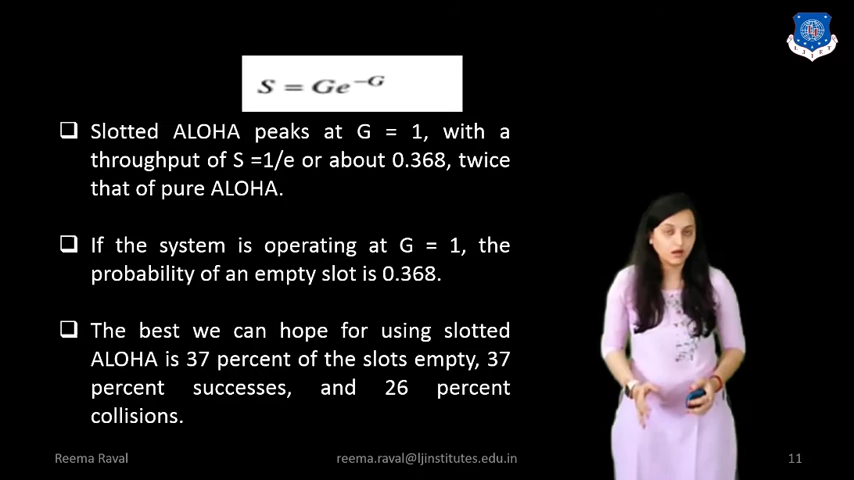 S = Ge^{-G}
❑ Slotted ALOHA peaks at G = 1, with a
throughput of S =1/e or about 0.368, twice
that of pure ALOHA.
❑ If the system is operating at G = 1, the
probability of an empty slot is 0.368.
❑ The best we can hope for using slotted
ALOHA is 37 percent of the slots empty, 37
percent successes, and 26 percent
collisions.
Reema Raval
reema.raval@ljinstitutes.edu.in
11